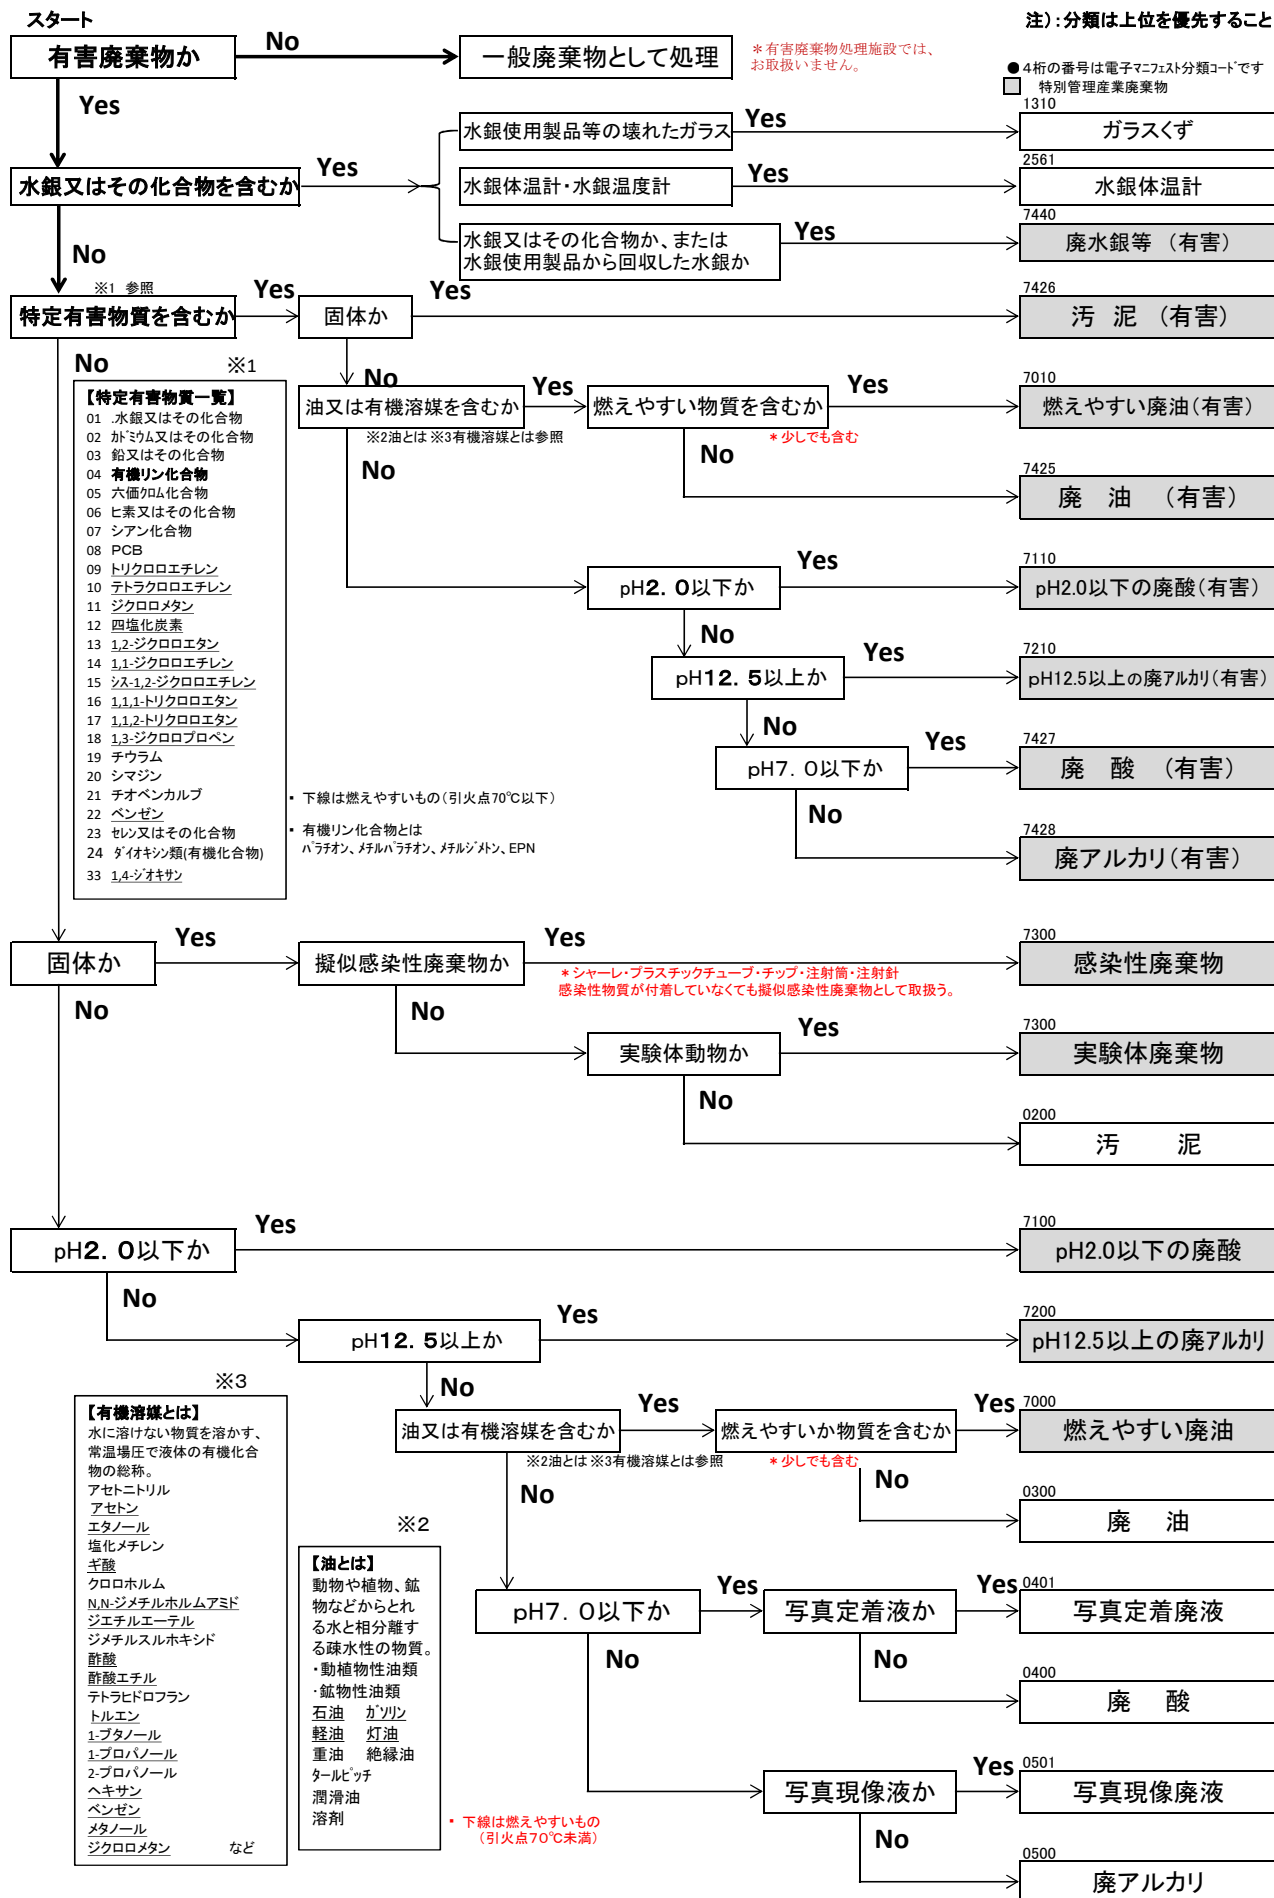 スタート
注）：分類は上位を優先すること
有害廃棄物か
No
一般廃棄物として処理
＊有害廃棄物処理施設では、
お取扱いません。
●4桁の番号は電子マニフェスト分類コードです
特別管理産業廃棄物
Yes
水銀使用製品等の壊れたガラス
Yes
1310
ガラスくず
水銀又はその化合物を含むか
Yes
水銀体温計・水銀温度計
Yes
2561
水銀体温計
水銀又はその化合物か、または
水銀使用製品から回収した水銀か
Yes
7440
廃水銀等 （有害）
No
※1 参照
特定有害物質を含むか
Yes
固体か
Yes
7426
汚 泥 （有害）
No
※1
No
【特定有害物質一覧】
01 .水銀又はその化合物
02 カドミウム又はその化合物
03 鉛又はその化合物
04 有機リン化合物
05 六価クロム化合物
06 ヒ素又はその化合物
07 シアン化合物
08 PCB
09 トリクロロエチレン
10 テトラクロロエチレン
11 ジクロロメタン
12 四塩化炭素
13 1,2-ジクロロエタン
14 1,1-ジクロロエチレン
15 シス-1,2-ジクロロエチレン
16 1,1,1-トリクロロエタン
17 1,1,2-トリクロロエタン
18 1,3-ジクロロプロペン
19 チウラム
20 シマジン
21 チオベンカルブ
22 ベンゼン
23 セレン又はその化合物
24 ダイオキシン類(有機化合物)
33 1,4-ジオキサン
油又は有機溶媒を含むか
※2油とは ※3有機溶媒とは参照
Yes
燃えやすい物質を含むか
＊少しでも含む
Yes
7010
燃えやすい廃油（有害）
No
7425
廃 油 （有害）
No
pH2．0以下か
Yes
7110
pH2.0以下の廃酸（有害）
No
pH12．5以上か
Yes
7210
pH12.5以上の廃アルカリ（有害）
No
pH7．0以下か
Yes
7427
廃 酸 （有害）
No
7428
廃アルカリ（有害）
▪ 下線は燃えやすいもの（引火点70℃以下）
▪ 有機リン化合物とは
パラチオン、メチルパラチオン、メチルジメトン、EPN
固体か
Yes
擬似感染性廃棄物か
Yes
＊シャーレ・プラスチックチューブ・チップ・注射筒・注射針
感染性物質が付着していなくても擬似感染性廃棄物として取扱う。
7300
感染性廃棄物
No
No
実験体動物か
Yes
7300
実験体廃棄物
No
0200
汚 泥
pH2．0以下か
Yes
7100
pH2.0以下の廃酸
No
pH12．5以上か
Yes
7200
pH12.5以上の廃アルカリ
※3
No
【有機溶媒とは】
水に溶けない物質を溶かす、
常温場圧で液体の有機化合
物の総称。
アセトニトリル
アセトン
エタノール
塩化メチレン
ギ酸
クロロホルム
N,N-ジメチルホルムアミド
ジエチルエーテル
ジメチルスルホキシド
酢酸
酢酸エチル
テトラヒドロフラン
トルエン
1-ブタノール
1-プロパノール
2-プロパノール
ヘキサン
ベンゼン
メタノール
ジクロロメタン など
油又は有機溶媒を含むか
※2油とは ※3有機溶媒とは参照
Yes
燃えやすいか物質を含むか
＊少しでも含む
Yes
7000
燃えやすい廃油
No
0300
廃 油
No
※2
【油とは】
動物や植物、鉱
物などからとれ
る水と相分離す
る疎水性の物質。
・動植物性油類
・鉱物性油類
石油 ガソリン
軽油 灯油
重油 絶縁油
タールピッチ
潤滑油
溶剤
▪ 下線は燃えやすいもの
（引火点70℃未満）
pH7．0以下か
Yes
写真定着液か
Yes
0401
写真定着廃液
No
No
0400
廃 酸
写真現像液か
Yes
0501
写真現像廃液
No
0500
廃アルカリ